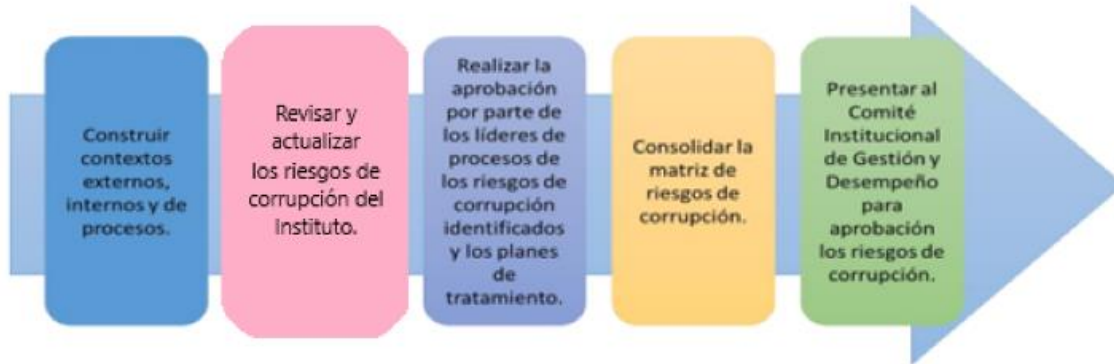 Construir
contextos
externos,
internos y de
procesos.
Revisar y
actualizar
los riesgos de
corrupción del
Instituto.
Realizar la
aprobación
por parte de
los líderes de
procesos de
los riesgos de
corrupción
identificados
y los planes
de
tratamiento.
Consolidar la
matriz de
riesgos de
corrupción.
Presentar al
Comité
Institucional
de Gestión y
Desempeño
para
aprobación
los riesgos de
corrupción.